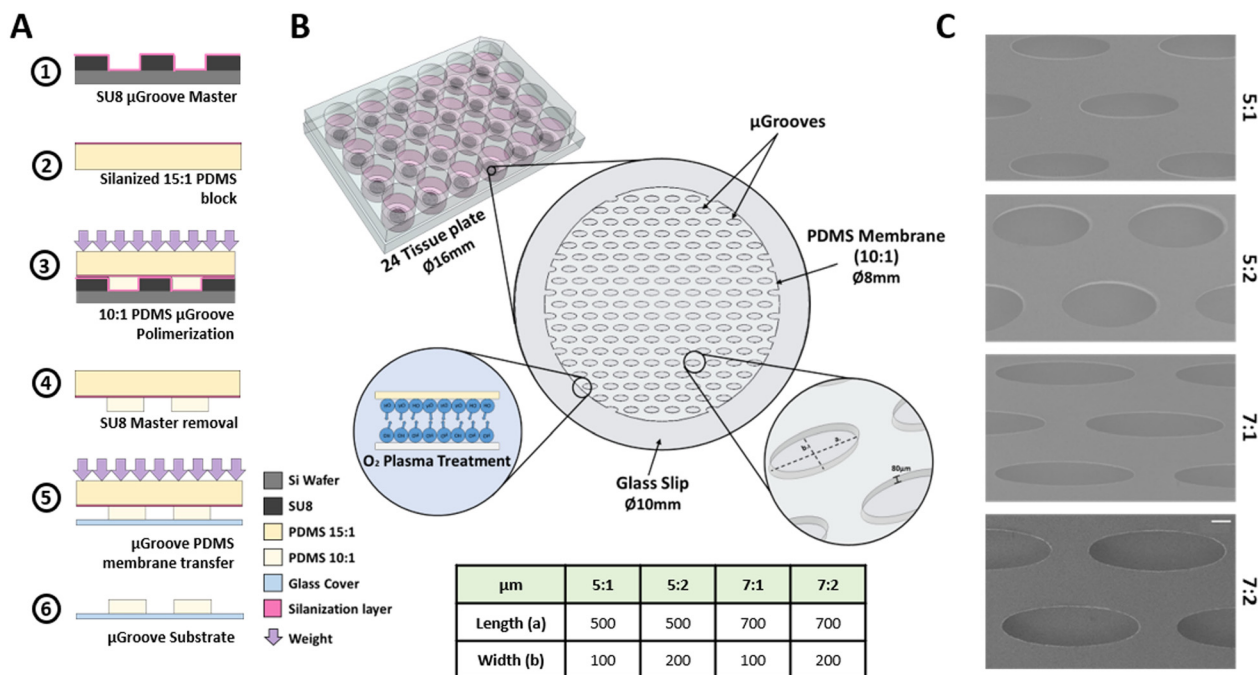 A
1
SU8 µGroove Master
2
Silanized 15:1 PDMS
block
3
10:1 PDMS µGroove
Polimerization
4
SU8 Master removal
5
µGroove PDMS
membrane transfer
6
µGroove Substrate
Si Wafer
SU8
PDMS 15:1
PDMS 10:1
Glass Cover
Silanization layer
Weight
B
24 Tissue plate
Ø16mm
µGrooves
PDMS Membrane
(10:1)
Ø8mm
O₂ Plasma Treatment
Glass Slip
Ø10mm
b.
a.
80µm
µm 5:1 5:2 7:1 7:2
Length (a) 500 500 700 700
Width (b) 100 200 100 200
C
5:1
5:2
7:1
7:2